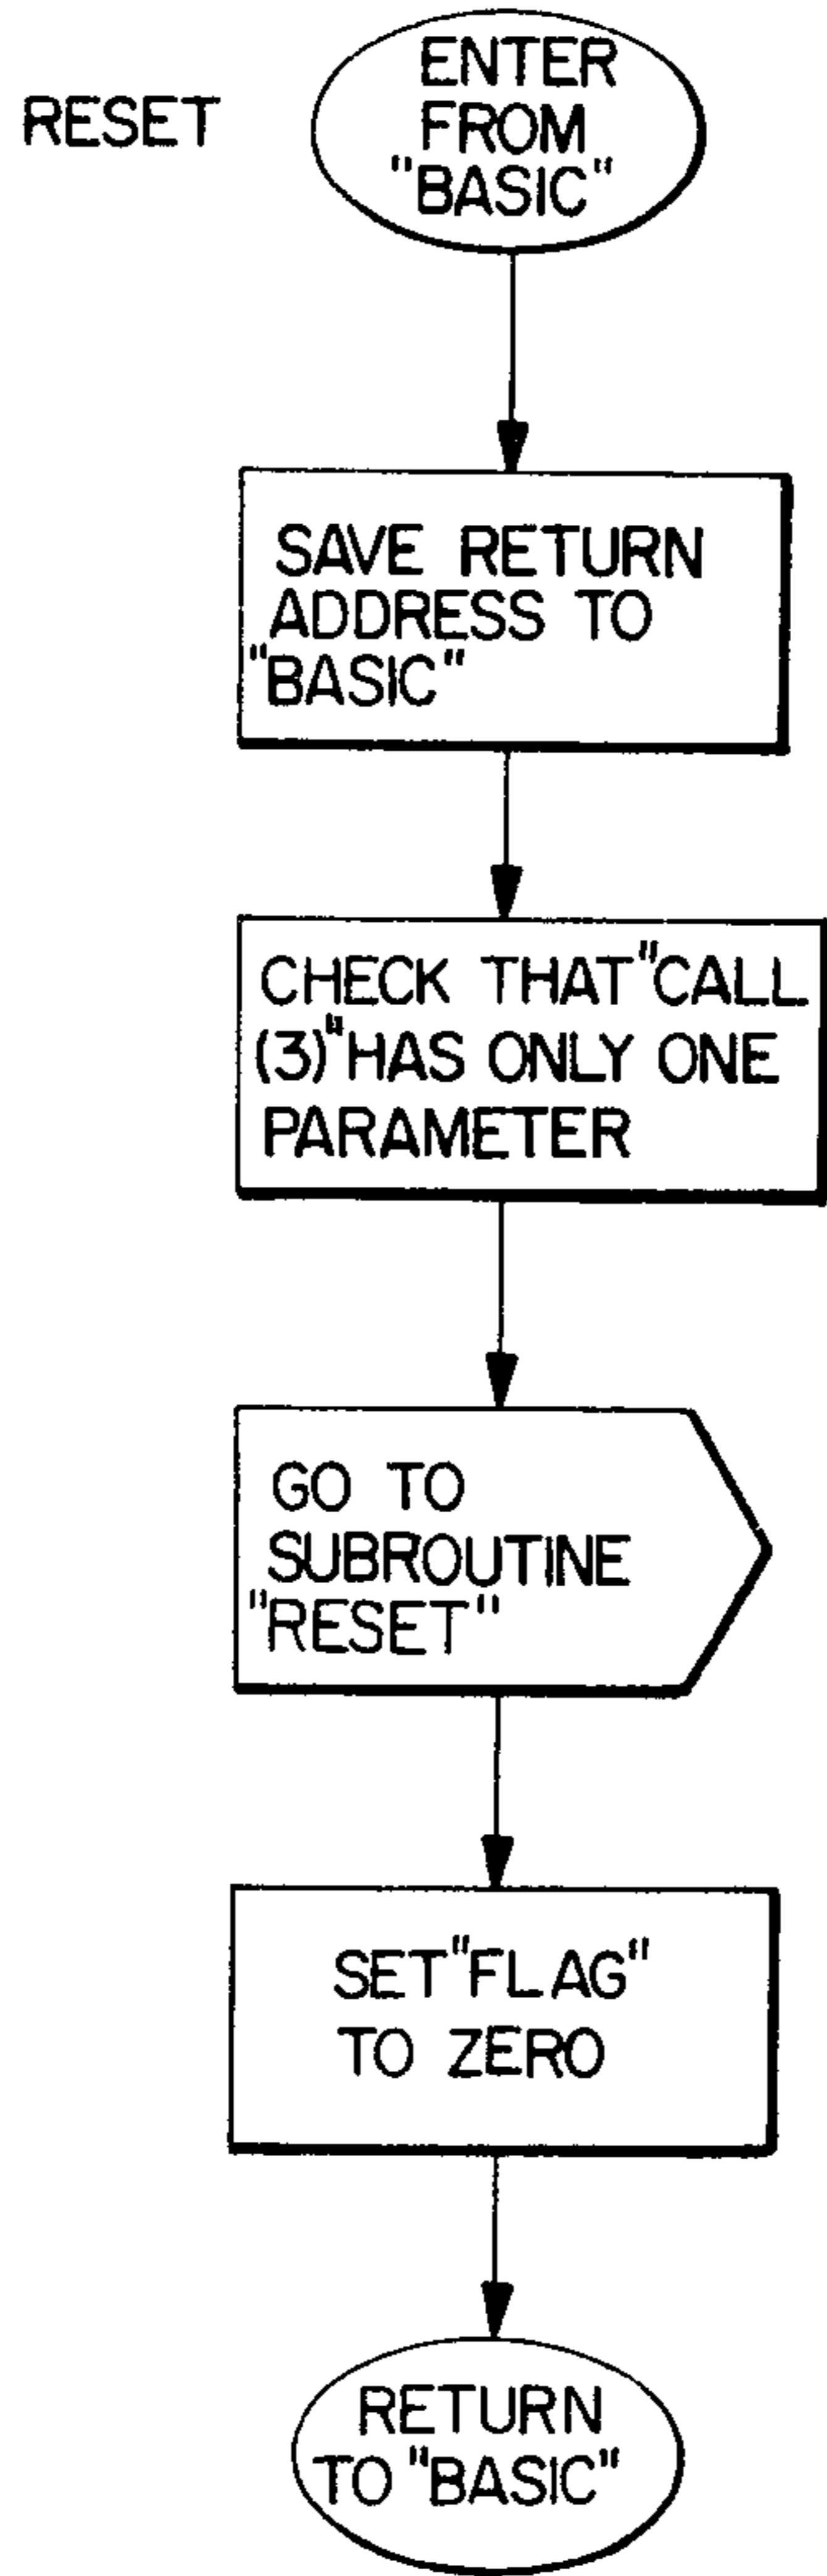 RESET
ENTER
FROM
"BASIC"
SAVE RETURN
ADDRESS TO
"BASIC"
CHECK THAT "CALL
(3)" HAS ONLY ONE
PARAMETER
GO TO
SUBROUTINE
"RESET"
SET "FLAG"
TO ZERO
RETURN
TO "BASIC"